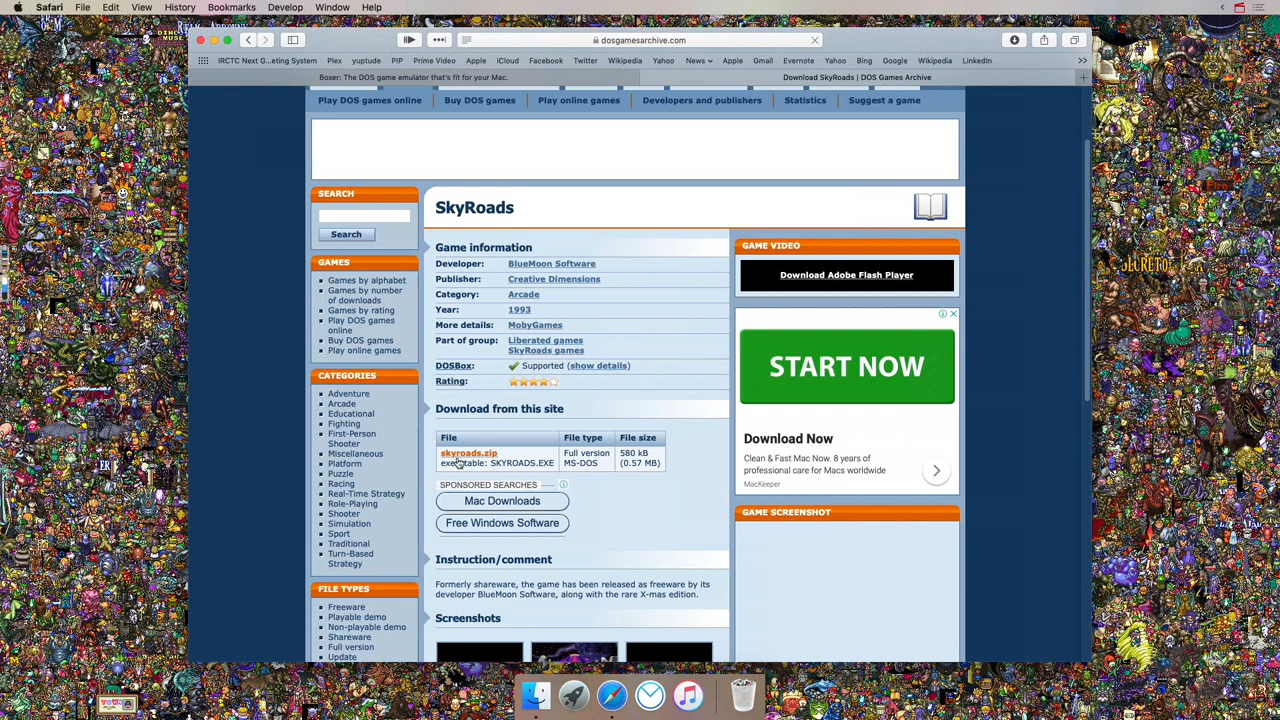 Safari File Edit View History Bookmarks Develop Window Help
dosgamesarchive.com
IRCTC Next G...eting System Plex yuptude PIP Prime Video Apple iCloud Facebook Twitter Wikipedia Yahoo News Apple Gmail Evernote Yahoo Bing Google Wikipedia LinkedIn
Boxer: The DOS game emulator that's fit for your Mac. Download SkyRoads | DOS Games Archive
Play DOS games online Buy DOS games Play online games Developers and publishers Statistics Suggest a game
SEARCH
Search
GAMES
Games by alphabet
Games by number
of downloads
Games by rating
Play DOS games
online
Buy DOS games
Play online games
CATEGORIES
Adventure
Arcade
Educational
Fighting
First-Person
Shooter
Miscellaneous
Platform
Puzzle
Racing
Real-Time Strategy
Role-Playing
Shooter
Simulation
Sport
Traditional
Turn-Based
Strategy
FILE TYPES
Freeware
Playable demo
Non-playable demo
Shareware
Full version
Update
SkyRoads
Game information
Developer: BlueMoon Software
Publisher: Creative Dimensions
Category: Arcade
Year: 1993
More details: MobyGames
Part of group: Liberated games
SkyRoads games
DOSBox: Supported (show details)
Rating:
Download from this site
File File type File size
skyroads.zip Full version 580 kB
executable: SKYROADS.EXE MS-DOS (0.57 MB)
SPONSORED SEARCHES
Mac Downloads
Free Windows Software
Instruction/comment
Formerly shareware, the game has been released as freeware by its
developer BlueMoon Software, along with the rare X-mas edition.
Screenshots
GAME VIDEO
Download Adobe Flash Player
START NOW
Download Now
Clean & Fast Mac Now. 8 years of
professional care for Macs worldwide
MacKeeper
GAME SCREENSHOT